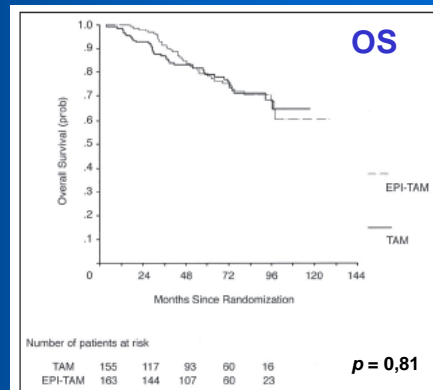 OS
1.0
.9
.8
.7
.6
.5
.4
.3
.2
.1
Overall Survival (prob)
0 24 48 72 96 120 144
Months Since Randomization
EPI-TAM
TAM
Number of patients at risk
TAM 155 117 93 60 16
EPI-TAM 163 144 107 60 23
p = 0,81